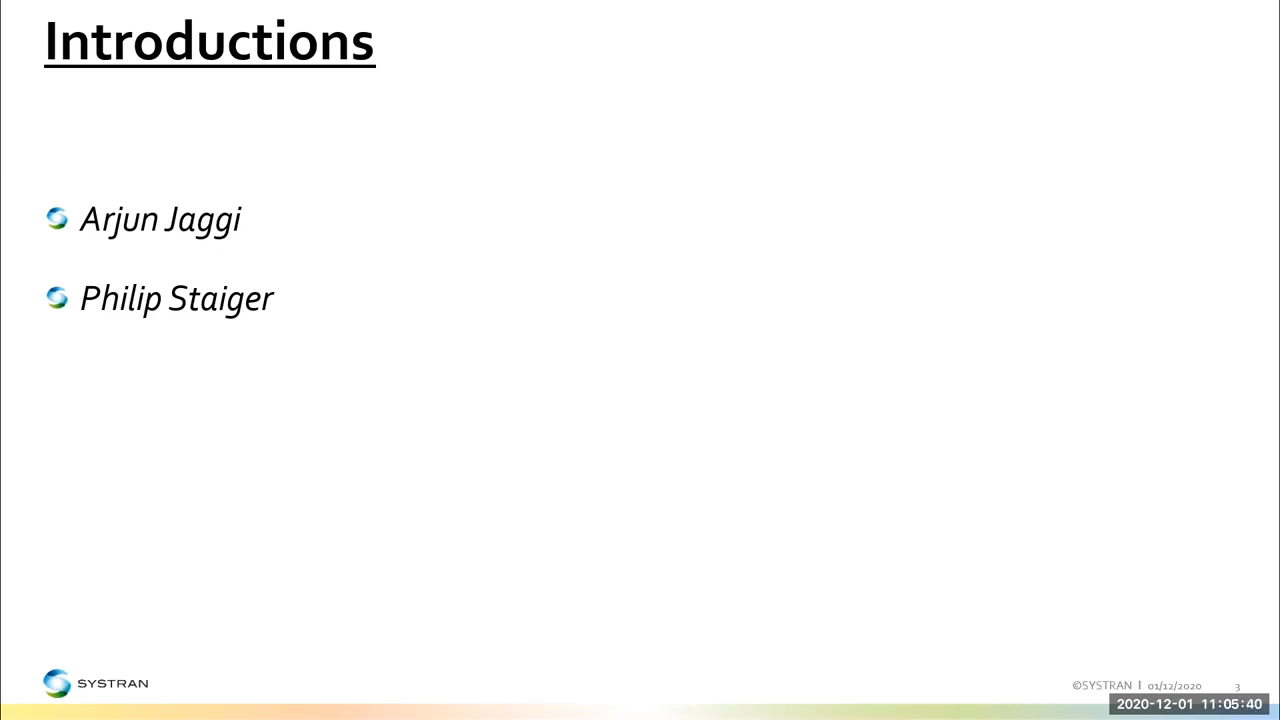 Introductions
Arjun Jaggi
Philip Staiger
SYSTRAN
©SYSTRAN | 01/12/2020 3
2020-12-01 11:05:40